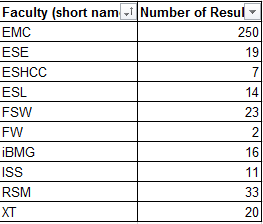 Faculty (short name Number of Resul
EMC 250
ESE 19
ESHCC 7
ESL 14
FSW 23
FW 2
iBMG 16
ISS 11
RSM 33
XT 20